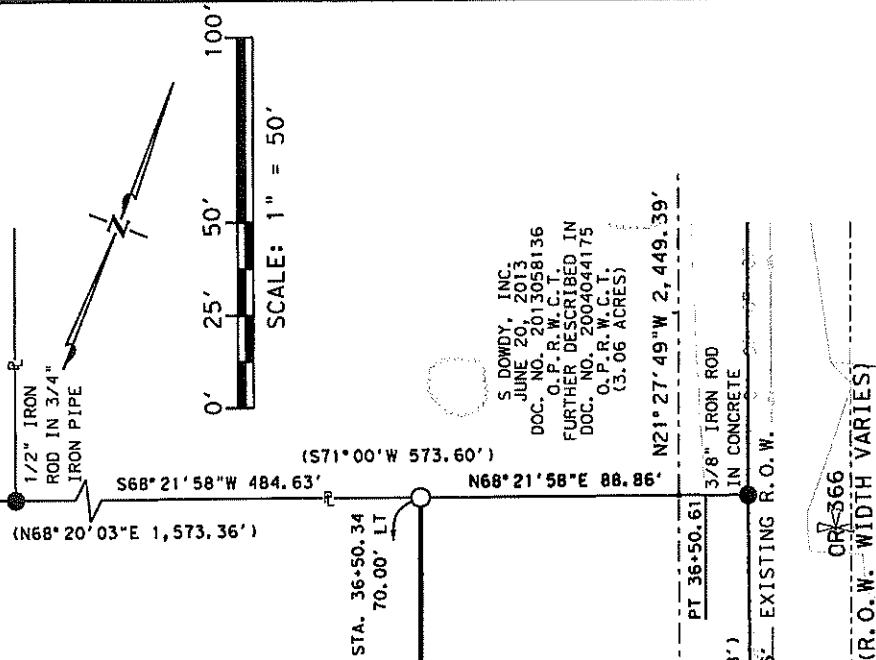 1/2" IRON
ROD IN 3/4"
IRON PIPE
N
0'
25'
50'
100'
SCALE: 1" = 50'
S DOWDY, INC.
JUNE 20, 2013
DOC. NO. 2013058136
O.P.R.W.C.T.
FURTHER DESCRIBED IN
DOC. NO. 2004044175
O.P.R.W.C.T.
(3.06 ACRES)
(S71°00'W 573.60')
S68°21'58"W 484.63'
N68°21'58"E 88.86'
(N68°20'03"E 1,573.36')
N21°27'49"W 2,449.39'
STA. 36+50.34
70.00' LT
PT 36+50.61
3/8" IRON ROD
IN CONCRETE
EXISTING R.O.W.
CR 366
(R.O.W. WIDTH VARIES)